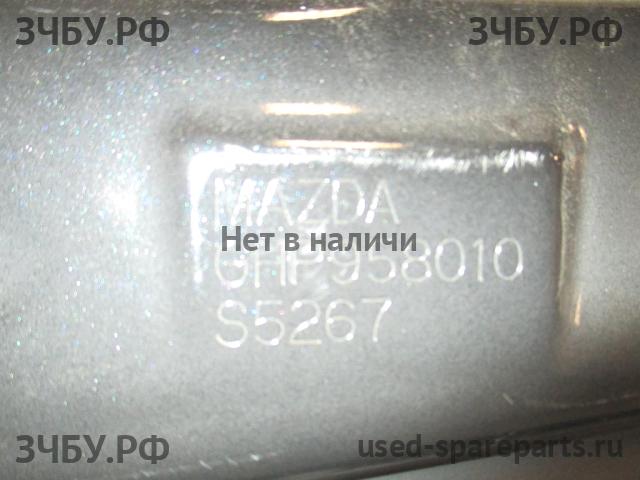 ЗЧБУ.РФ ЗЧБУ.РФ
MAZDA
Нет в наличи
GHP958010
S5267
ЗЧБУ.РФ used-spareparts.ru